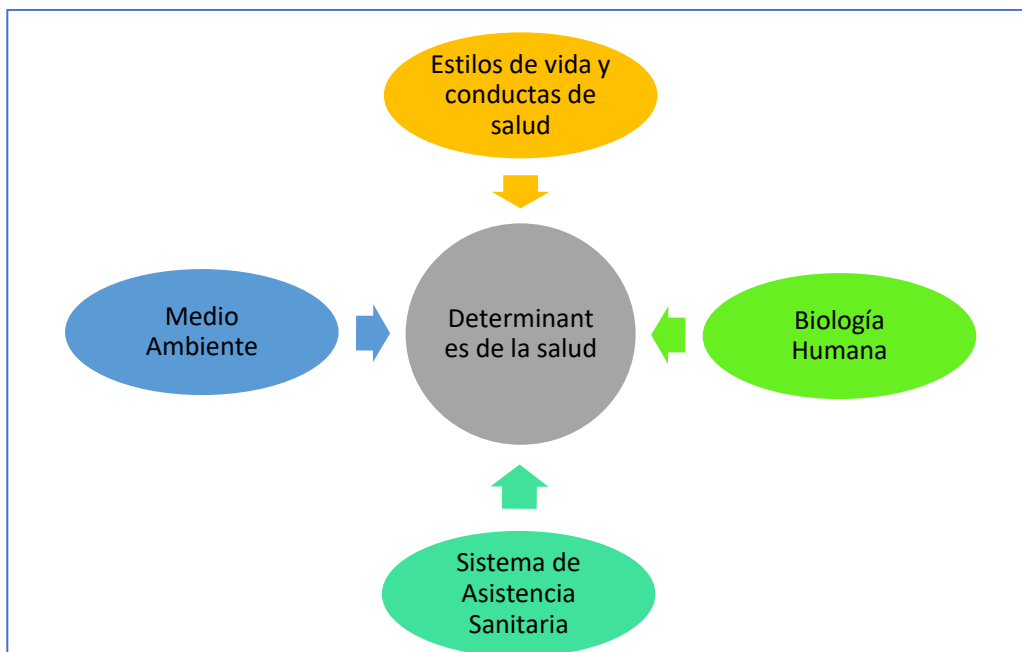 Estilos de vida y
conductas de
salud
Medio
Ambiente
Determinant
es de la salud
Biología
Humana
Sistema de
Asistencia
Sanitaria